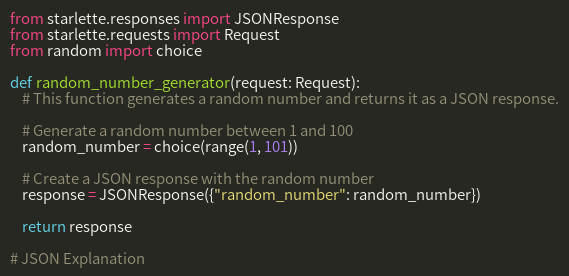 from starlette.responses import JSONResponse
from starlette.requests import Request
from random import choice
def random_number_generator(request: Request):
# This function generates a random number and returns it as a JSON response.
# Generate a random number between 1 and 100
random_number = choice(range(1, 101))
# Create a JSON response with the random number
response = JSONResponse({"random_number": random_number})
return response
# JSON Explanation